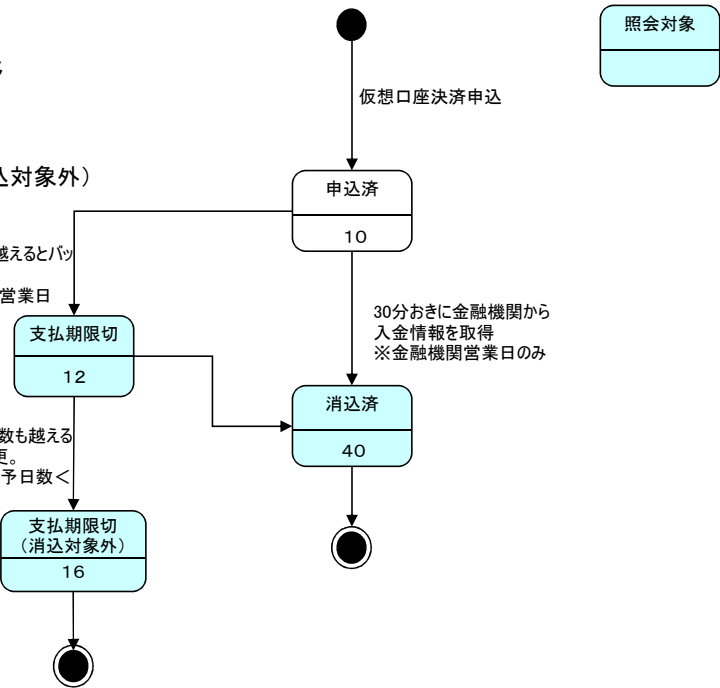 照会対象
仮想口座決済申込
込対象外）
申込済
10
越えるとバッ
営業日
30分おきに金融機関から
入金情報を取得
※金融機関営業日のみ
支払期限切
12
消込済
40
数も越える
更。
予日数＜
支払期限切
（消込対象外）
16